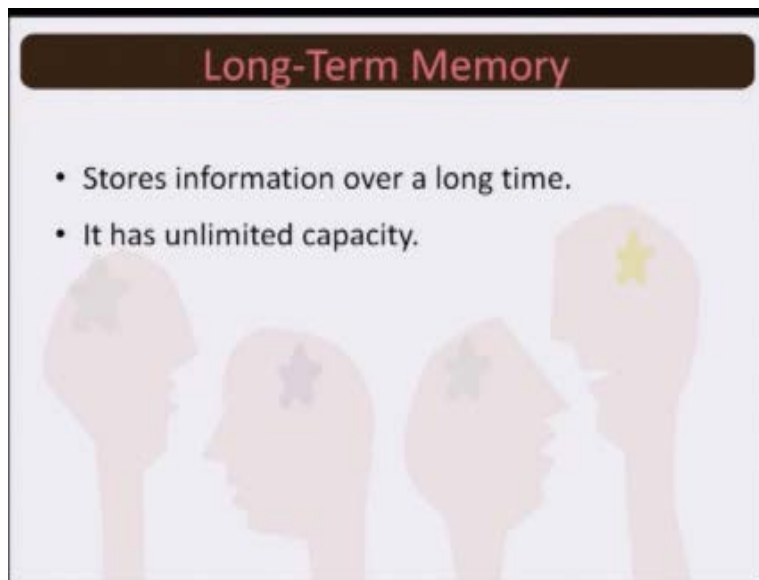 Long-Term Memory
• Stores information over a long time.
• It has unlimited capacity.